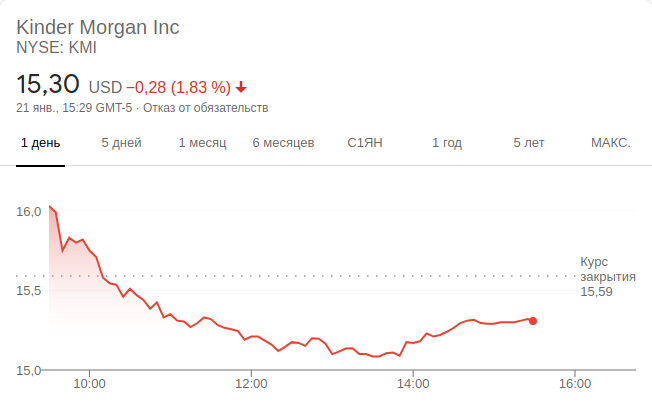 Kinder Morgan Inc
NYSE: KMI
15,30 USD −0,28 (1,83 %)
21 янв., 15:29 GMT-5 · Отказ от обязательств
1 день 5 дней 1 месяц 6 месяцев С1ЯН 1 год 5 лет МАКС.
16,0
Курс
закрытия
15,59
15,5
15,0
10:00 12:00 14:00 16:00